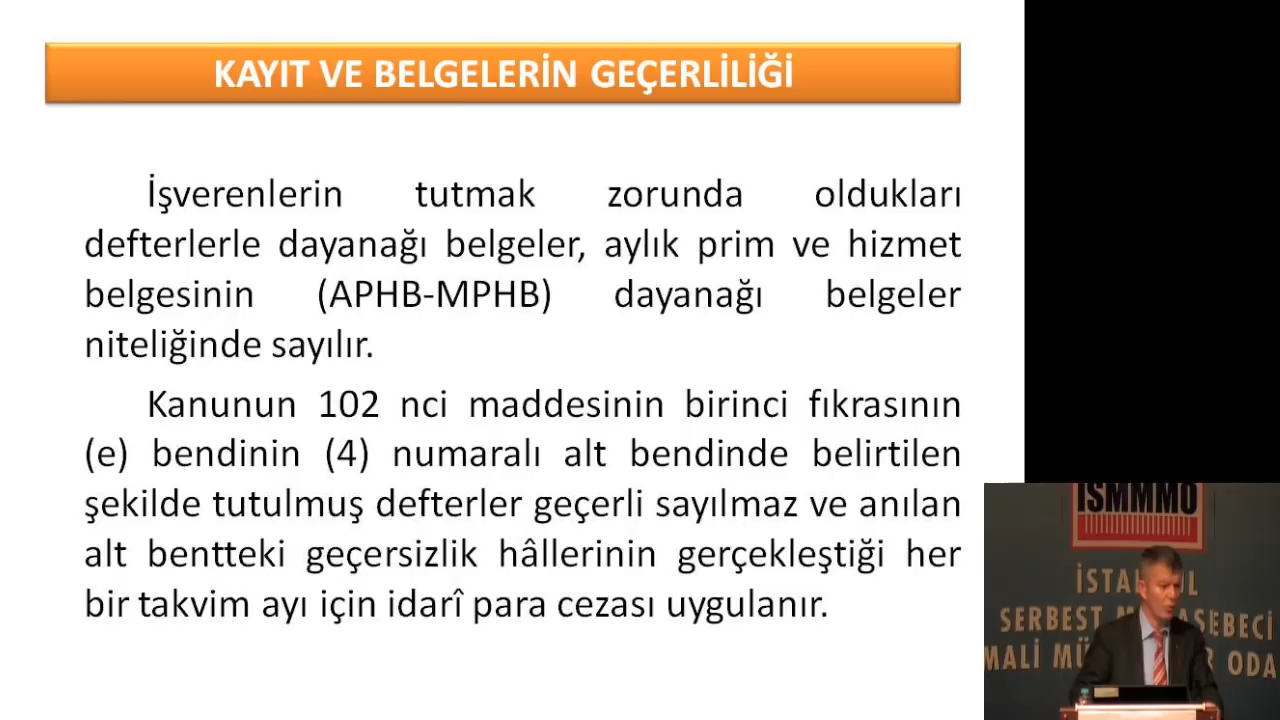 KAYIT VE BELGELERİN GEÇERLİLİĞİ
İşverenlerin tutmak zorunda oldukları
defterlerle dayanağı belgeler, aylık prim ve hizmet
belgesinin (APHB-MPHB) dayanağı belgeler
niteliğinde sayılır.
Kanunun 102 nci maddesinin birinci fıkrasının
(e) bendinin (4) numaralı alt bendinde belirtilen
şekilde tutulmuş defterler geçerli sayılmaz ve anılan
alt bentteki geçersizlik hâllerinin gerçekleştiği her
bir takvim ayı için idarî para cezası uygulanır.
İSMMMO
SERBEST
MALİ